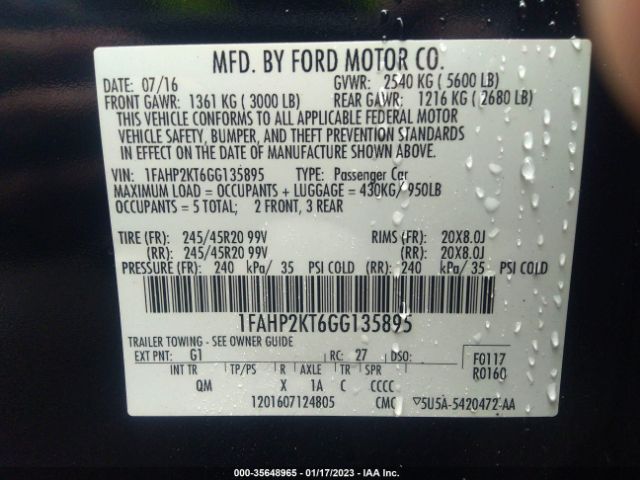 MFD. BY FORD MOTOR CO.
DATE: 07/16 GVWR: 2540 KG ( 5600 LB)
FRONT GAWR: 1361 KG ( 3000 LB) REAR GAWR: 1216 KG ( 2680 LB)
THIS VEHICLE CONFORMS TO ALL APPLICABLE FEDERAL MOTOR
VEHICLE SAFETY, BUMPER, AND THEFT PREVENTION STANDARDS
IN EFFECT ON THE DATE OF MANUFACTURE SHOWN ABOVE.
VIN: 1FAHP2KT6GG135895 TYPE: Passenger Car
MAXIMUM LOAD = OCCUPANTS + LUGGAGE = 430KG/ 950LB
OCCUPANTS = 5 TOTAL; 2 FRONT, 3 REAR
TIRE (FR): 245/45R20 99V RIMS (FR): 20X8.0J
(RR): 245/45R20 99V (RR): 20X8.0J
PRESSURE (FR): 240 kPa/ 35 PSI COLD (RR): 240 kPa/ 35 PSI COLD
1FAHP2KT6GG135895
TRAILER TOWING - SEE OWNER GUIDE
EXT PNT: G1 RC: 27 DSO: F0117
INT TR TP/PS R AXLE TR SPR R0160
QM X 1A C CCCC
1201607124805 CMC ▽5U5A-5420472-AA
000-35648965 - 01/17/2023 - IAA Inc.